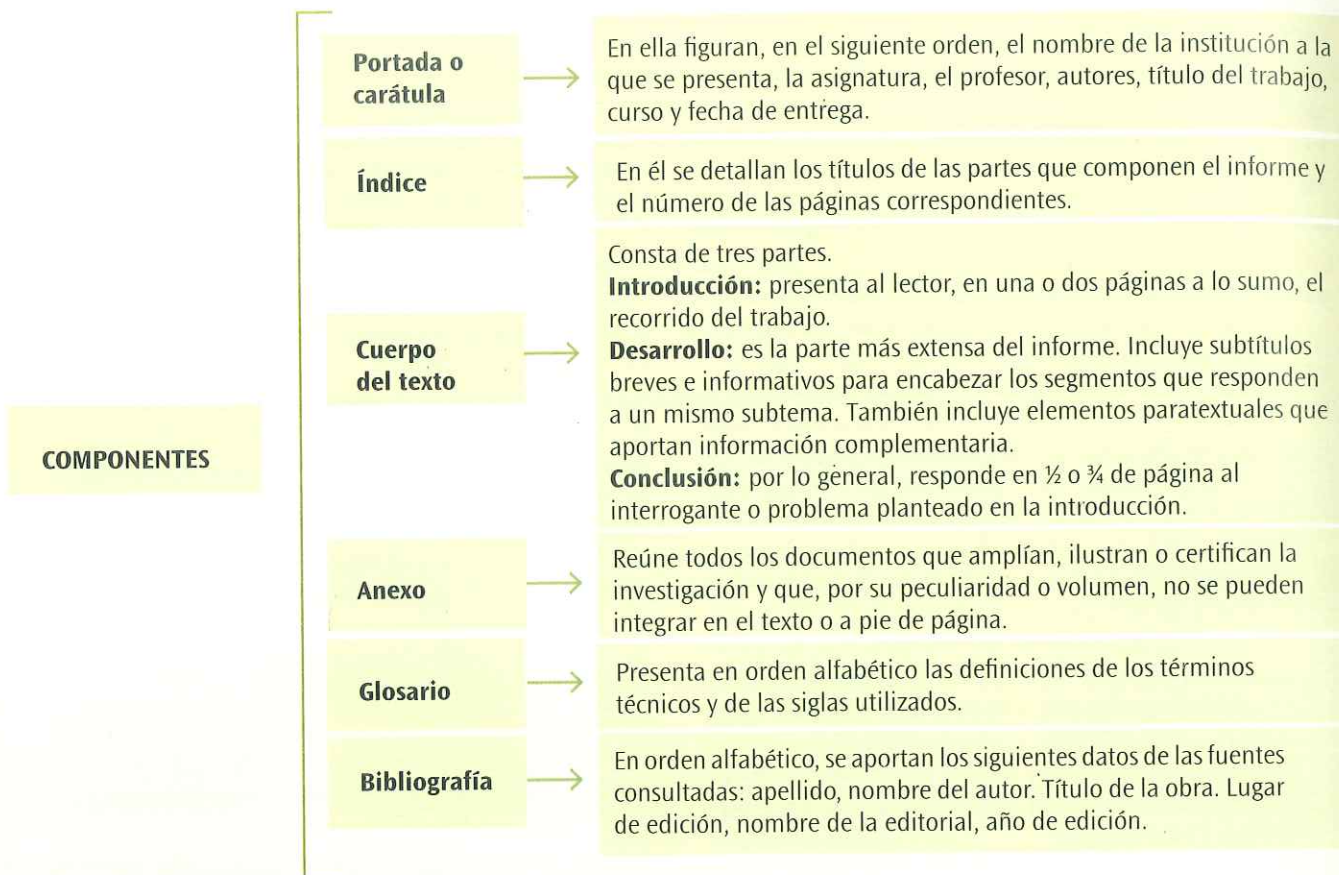 COMPONENTES
Portada o
carátula
En ella figuran, en el siguiente orden, el nombre de la institución a la
que se presenta, la asignatura, el profesor, autores, título del trabajo,
curso y fecha de entrega.
Índice
En él se detallan los títulos de las partes que componen el informe y
el número de las páginas correspondientes.
Cuerpo
del texto
Consta de tres partes.
Introducción: presenta al lector, en una o dos páginas a lo sumo, el
recorrido del trabajo.
Desarrollo: es la parte más extensa del informe. Incluye subtítulos
breves e informativos para encabezar los segmentos que responden
a un mismo subtema. También incluye elementos paratextuales que
aportan información complementaria.
Conclusión: por lo general, responde en ½ o ¾ de página al
interrogante o problema planteado en la introducción.
Anexo
Reúne todos los documentos que amplían, ilustran o certifican la
investigación y que, por su peculiaridad o volumen, no se pueden
integrar en el texto o a pie de página.
Glosario
Presenta en orden alfabético las definiciones de los términos
técnicos y de las siglas utilizados.
Bibliografía
En orden alfabético, se aportan los siguientes datos de las fuentes
consultadas: apellido, nombre del autor. Título de la obra. Lugar
de edición, nombre de la editorial, año de edición.